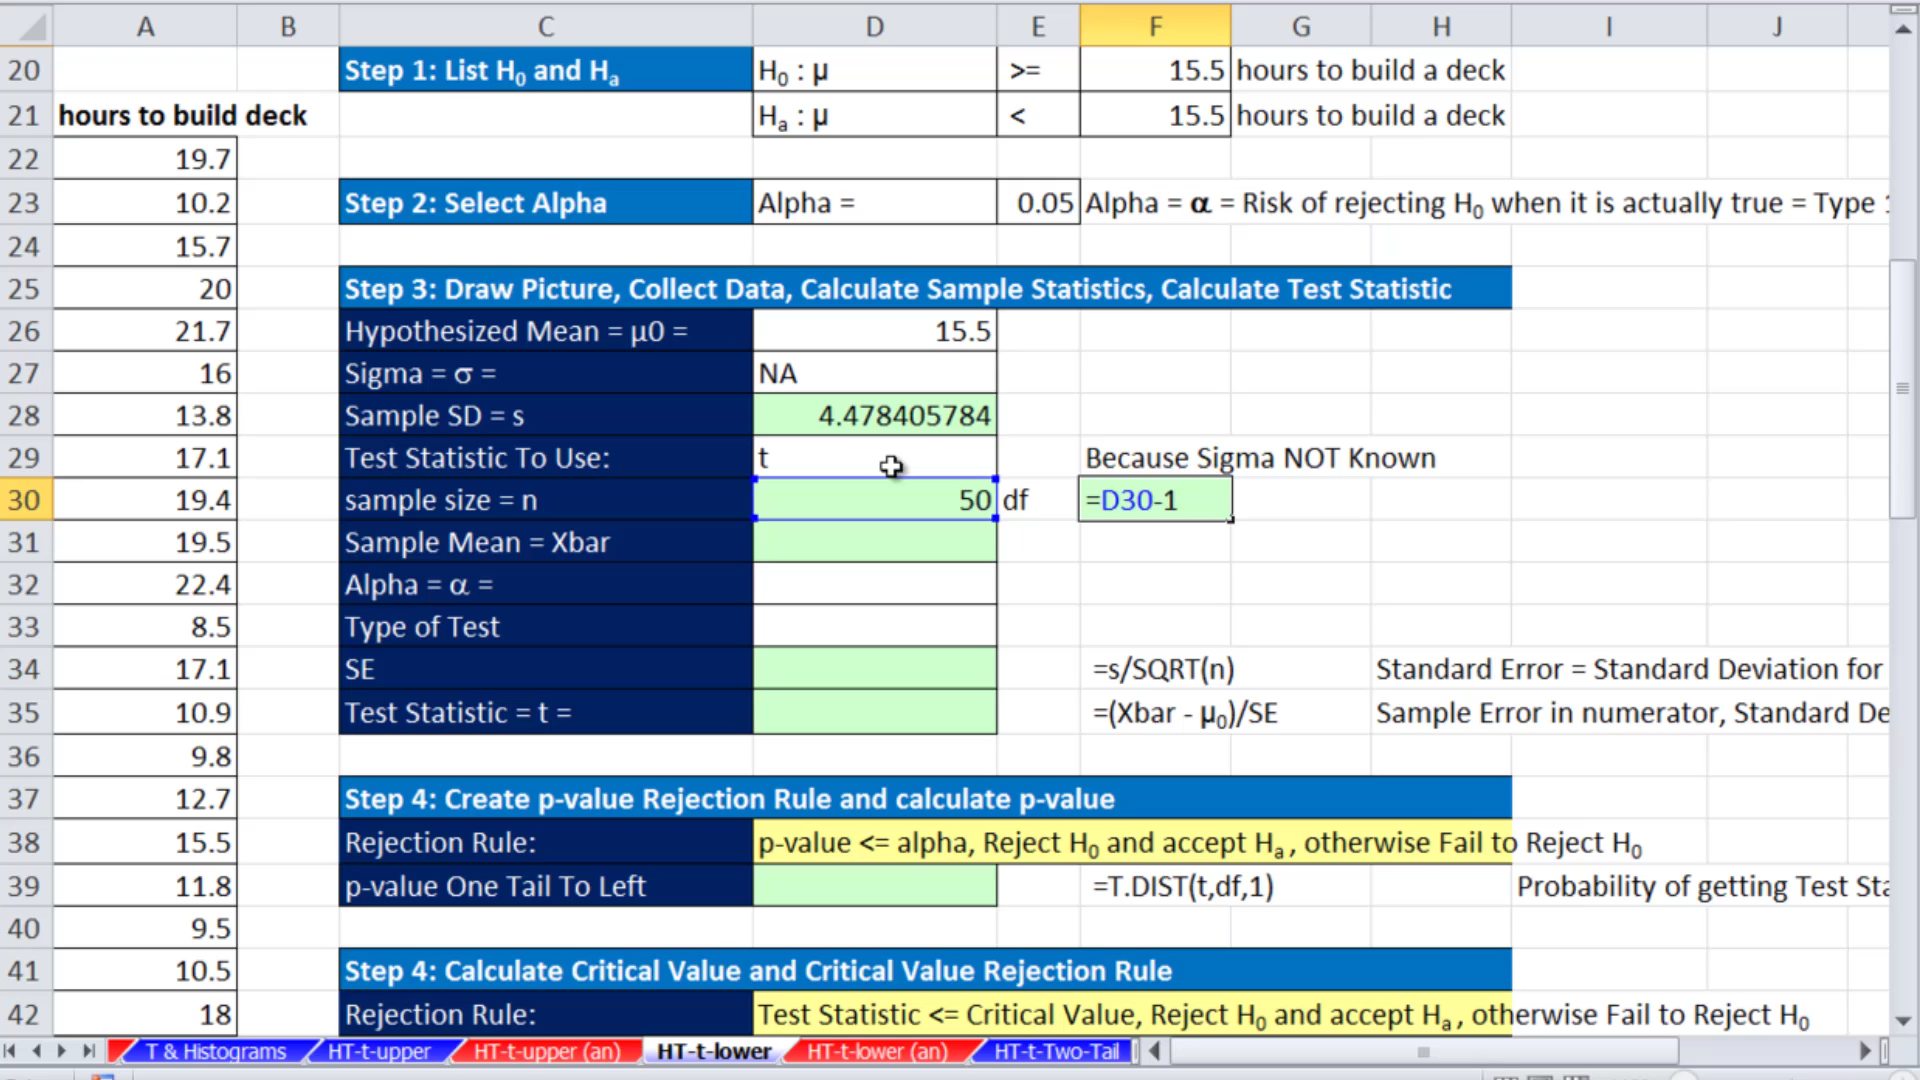 A B C D E F G H I J
20 Step 1: List H0 and Ha H0 : µ >= 15.5 hours to build a deck
21 hours to build deck Ha : µ < 15.5 hours to build a deck
22 19.7
23 10.2 Step 2: Select Alpha Alpha = 0.05 Alpha = α = Risk of rejecting H0 when it is actually true = Type
24 15.7
25 20 Step 3: Draw Picture, Collect Data, Calculate Sample Statistics, Calculate Test Statistic
26 21.7 Hypothesized Mean = µ0 = 15.5
27 16 Sigma = σ = NA
28 13.8 Sample SD = s 4.478405784
29 17.1 Test Statistic To Use: t Because Sigma NOT Known
30 19.4 sample size = n 50 df =D30-1
31 19.5 Sample Mean = Xbar
32 22.4 Alpha = α =
33 8.5 Type of Test
34 17.1 SE =s/SQRT(n) Standard Error = Standard Deviation for
35 10.9 Test Statistic = t = =(Xbar - µ0)/SE Sample Error in numerator, Standard De
36 9.8
37 12.7 Step 4: Create p-value Rejection Rule and calculate p-value
38 15.5 Rejection Rule: p-value <= alpha, Reject H0 and accept Ha , otherwise Fail to Reject H0
39 11.8 p-value One Tail To Left =T.DIST(t,df,1) Probability of getting Test Sta
40 9.5
41 10.5 Step 4: Calculate Critical Value and Critical Value Rejection Rule
42 18 Rejection Rule: Test Statistic <= Critical Value, Reject H0 and accept Ha , otherwise Fail to Reject H0
T & Histograms HT-t-upper HT-t-upper (an) HT-t-lower HT-t-lower (an) HT-t-Two-Tail